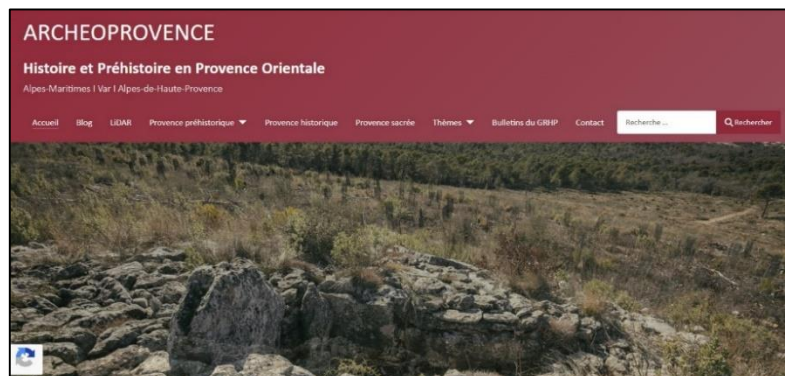 ARCHEOPROVENCE
Histoire et Préhistoire en Provence Orientale
Alpes-Maritimes I Var I Alpes-de-Haute-Provence
Accueil Blog LiDAR Provence préhistorique Provence historique Provence sacrée Thèmes Bulletins du GRHP Contact Recherche ... Rechercher